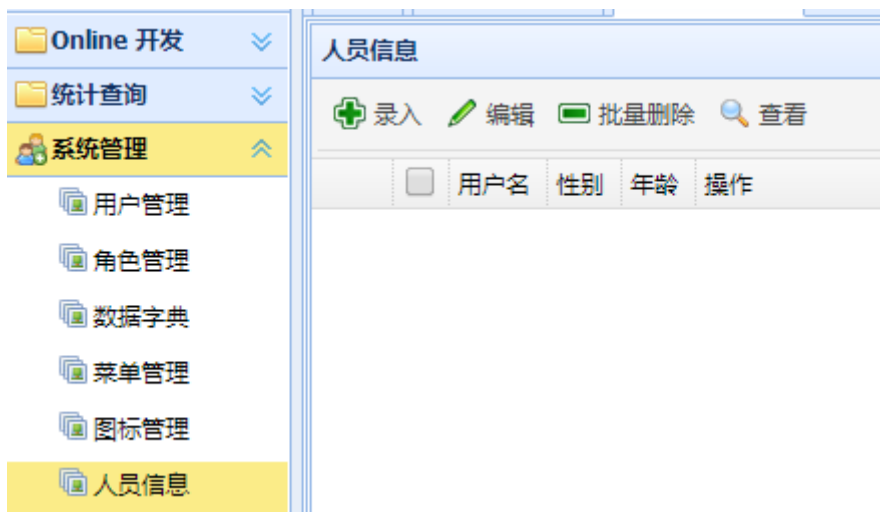 Online 开发
统计查询
系统管理
用户管理
角色管理
数据字典
菜单管理
图标管理
人员信息
人员信息
录入 编辑 批量删除 查看
用户名 性别 年龄 操作